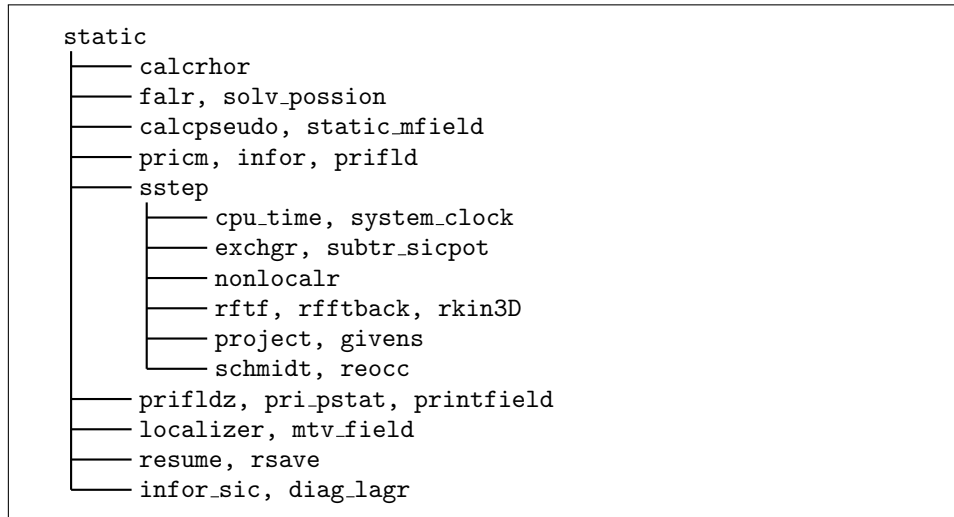 static
calcrhor
falr, solv_possion
calcpseudo, static_mfield
pricm, infor, prifld
sstep
cpu_time, system_clock
exchgr, subtr_sicpot
nonlocalr
rftf, rfftback, rkin3D
project, givens
schmidt, reocc
prifldz, pri_pstat, printfield
localizer, mtv_field
resume, rsave
infor_sic, diag_lagr